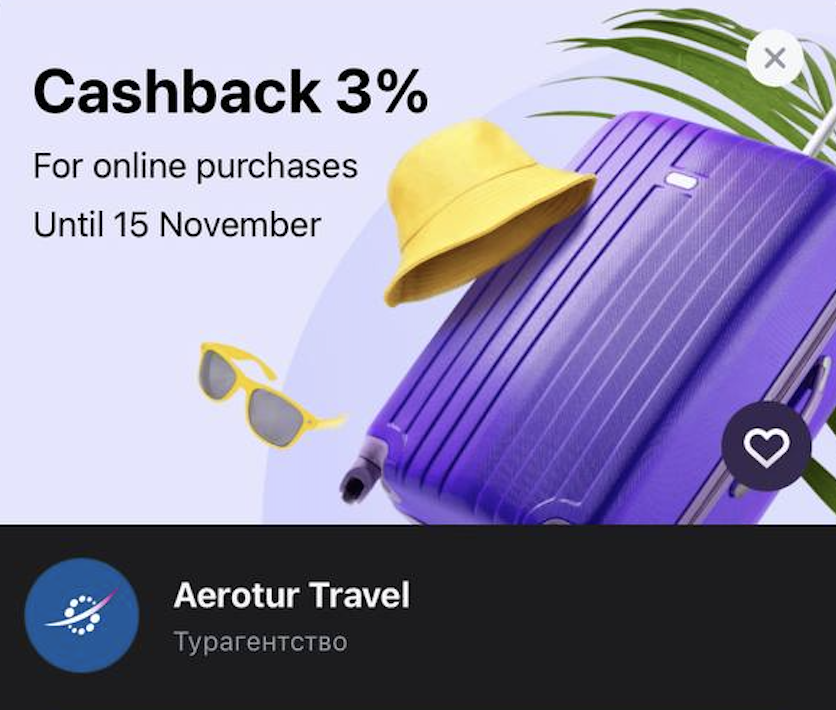 Cashback 3%
For online purchases
Until 15 November
Aerotur Travel
Турагентство